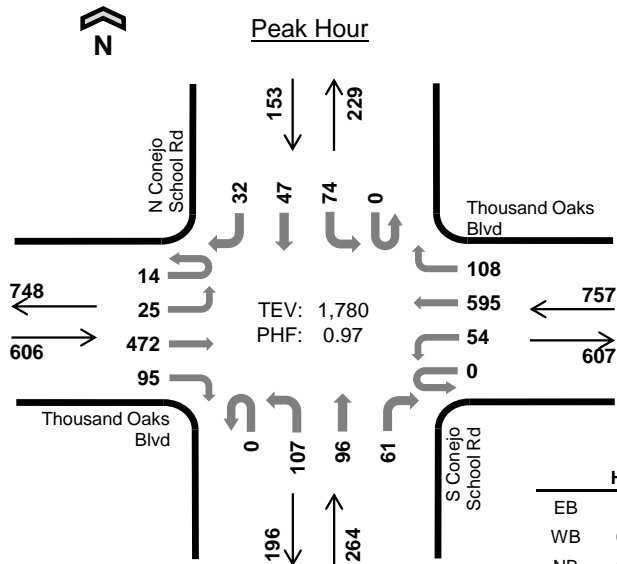 N
Peak Hour
153
229
N Conejo
School Rd
32
47
74
0
Thousand Oaks
Blvd
748
606
14
25
472
95
TEV: 1,780
PHF: 0.97
108
595
54
0
757
607
Thousand Oaks
Blvd
0
107
96
61
S Conejo
School Rd
196
264
EB
WB